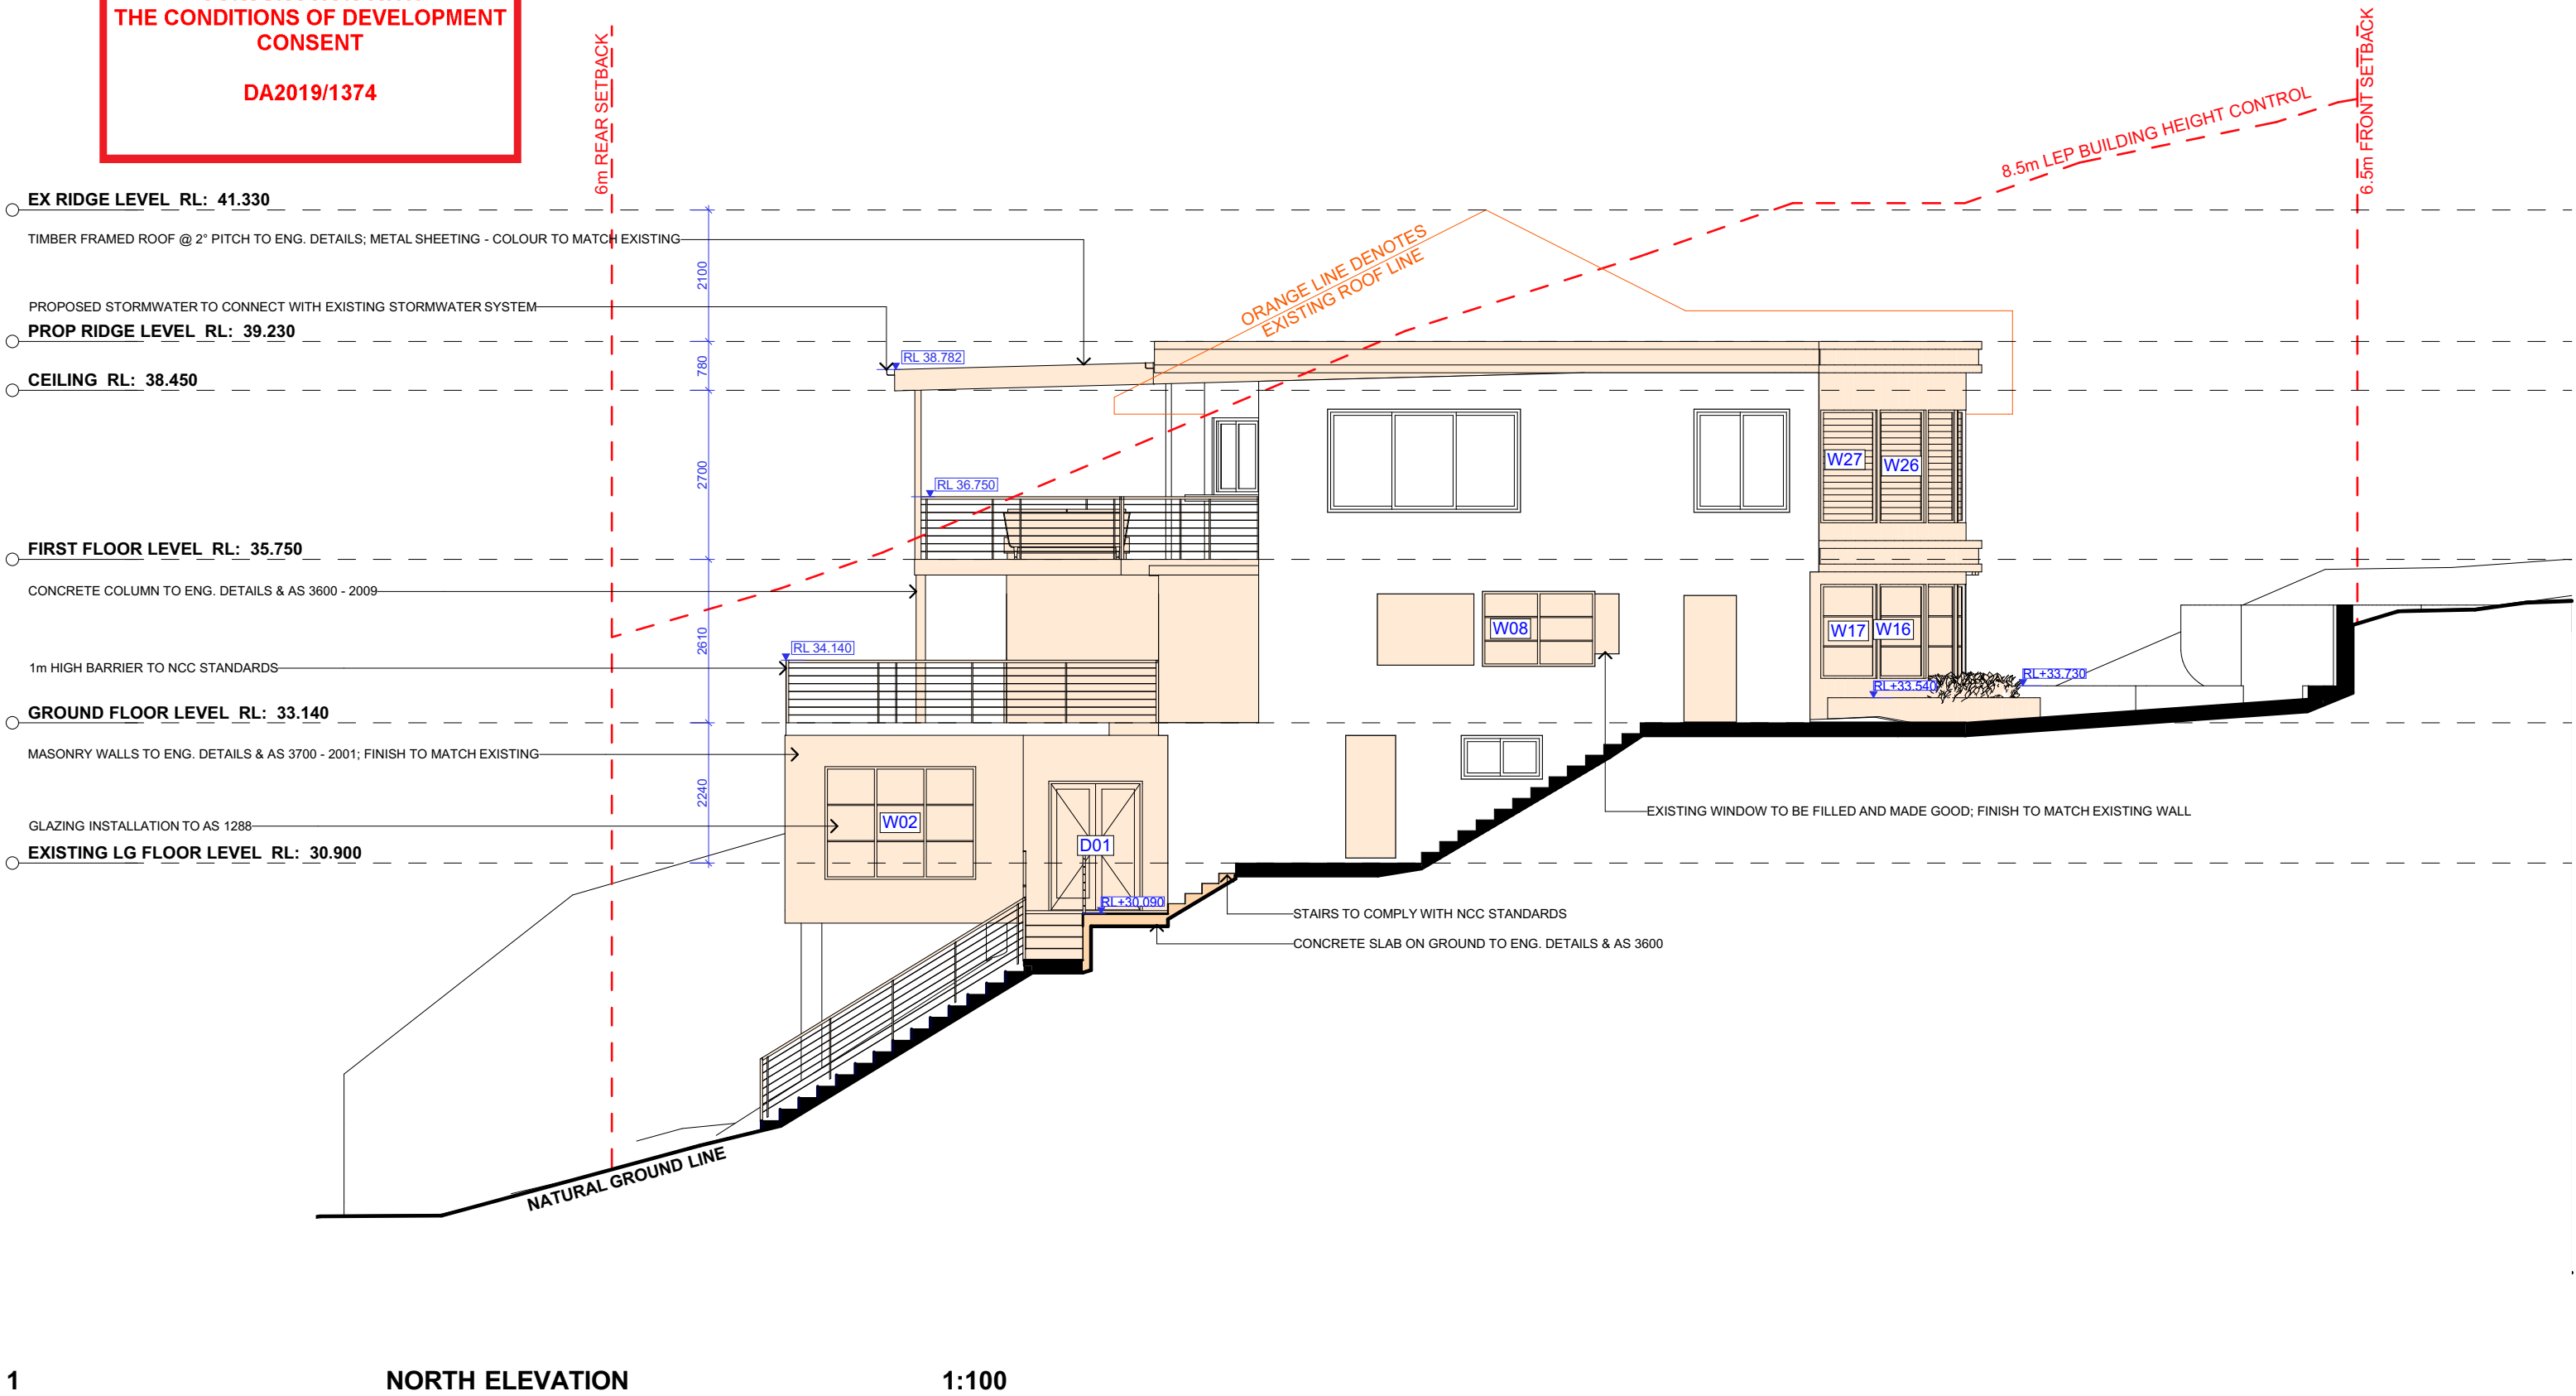 THE CONDITIONS OF DEVELOPMENT
CONSENT
DA2019/1374
6m REAR SETBACK
8.5m LEP BUILDING HEIGHT CONTROL
6.5m FRONT SETBACK
EX RIDGE LEVEL RL: 41.330
TIMBER FRAMED ROOF @ 2° PITCH TO ENG. DETAILS; METAL SHEETING - COLOUR TO MATCH EXISTING
2100
ORANGE LINE DENOTES
EXISTING ROOF LINE
PROPOSED STORMWATER TO CONNECT WITH EXISTING STORMWATER SYSTEM
PROP RIDGE LEVEL RL: 39.230
RL 38.782
780
CEILING RL: 38.450
2700
W27
W26
RL 36.750
FIRST FLOOR LEVEL RL: 35.750
CONCRETE COLUMN TO ENG. DETAILS & AS 3600 - 2009
2610
W08
W17
W16
RL 34.140
1m HIGH BARRIER TO NCC STANDARDS
RL+33.540
RL+33.730
GROUND FLOOR LEVEL RL: 33.140
MASONRY WALLS TO ENG. DETAILS & AS 3700 - 2001; FINISH TO MATCH EXISTING
2240
EXISTING WINDOW TO BE FILLED AND MADE GOOD; FINISH TO MATCH EXISTING WALL
GLAZING INSTALLATION TO AS 1288
W02
D01
EXISTING LG FLOOR LEVEL RL: 30.900
RL+30.090
STAIRS TO COMPLY WITH NCC STANDARDS
CONCRETE SLAB ON GROUND TO ENG. DETAILS & AS 3600
NATURAL GROUND LINE
1
NORTH ELEVATION
1:100